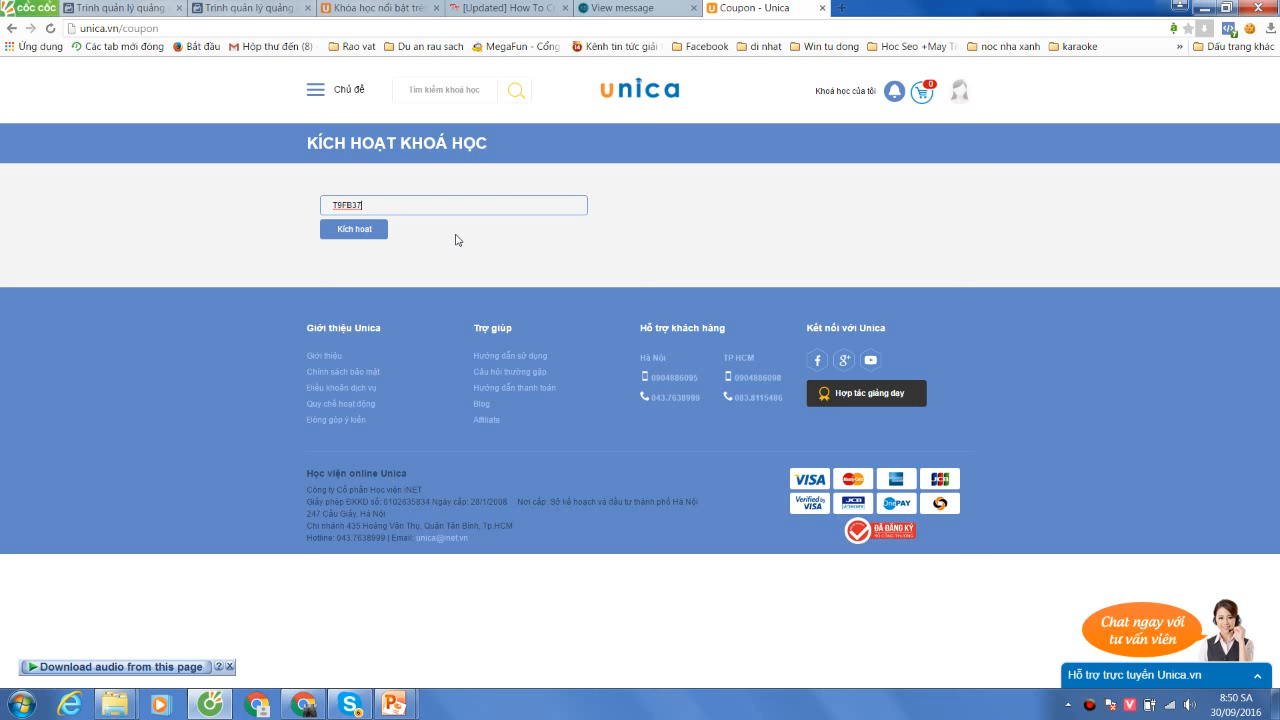 CỐC CỐC
Trình quản lý quảng c
Trình quản lý quảng c
Khóa học nổi bật trên
[Updated] How To Cr
View message
Coupon - Unica
unica.vn/coupon
Ứng dụng
Các tab mới đóng
Bắt đầu
Hộp thư đến (8)
Rao vat
Du an rau sach
MegaFun - Cổng
Kênh tin tức giải
Facebook
di nhat
Win tu dong
Hoc Seo +May T
noc nha xanh
karaoke
»
Dấu trang khác
Chủ đề
Tìm kiếm khoá học
unica
Khoá học của tôi
0
KÍCH HOẠT KHOÁ HỌC
T9FB37
Kích hoạt
Giới thiệu Unica
Giới thiệu
Chính sách bảo mật
Điều khoản dịch vụ
Quy chế hoạt động
Đóng góp ý kiến
Trợ giúp
Hướng dẫn sử dụng
Câu hỏi thường gặp
Hướng dẫn thanh toán
Blog
Affiliate
Hỗ trợ khách hàng
Hà Nội
TP HCM
0904886095
0904886098
043.7638999
083.8115486
Kết nối với Unica
Hợp tác giảng dạy
Học viện online Unica
Công ty Cổ phần Học viện iNET
Giấy phép ĐKKD số: 0102635834 Ngày cấp: 28/1/2008 Nơi cấp: Sở kế hoạch và đầu tư thành phố Hà Nội
247 Cầu Giấy, Hà Nội
Chi nhánh 435 Hoàng Văn Thụ, Quận Tân Bình, Tp.HCM
Hotline: 043.7638999 | Email: unica@inet.vn
VISA
MasterCard
JCB
Verified by VISA
JCB
OnePAY
ĐÃ ĐĂNG KÝ
BỘ CÔNG THƯƠNG
Chat ngay với
tư vấn viên
Download audio from this page
Hỗ trợ trực tuyến Unica.vn
8:50 SA
30/09/2016